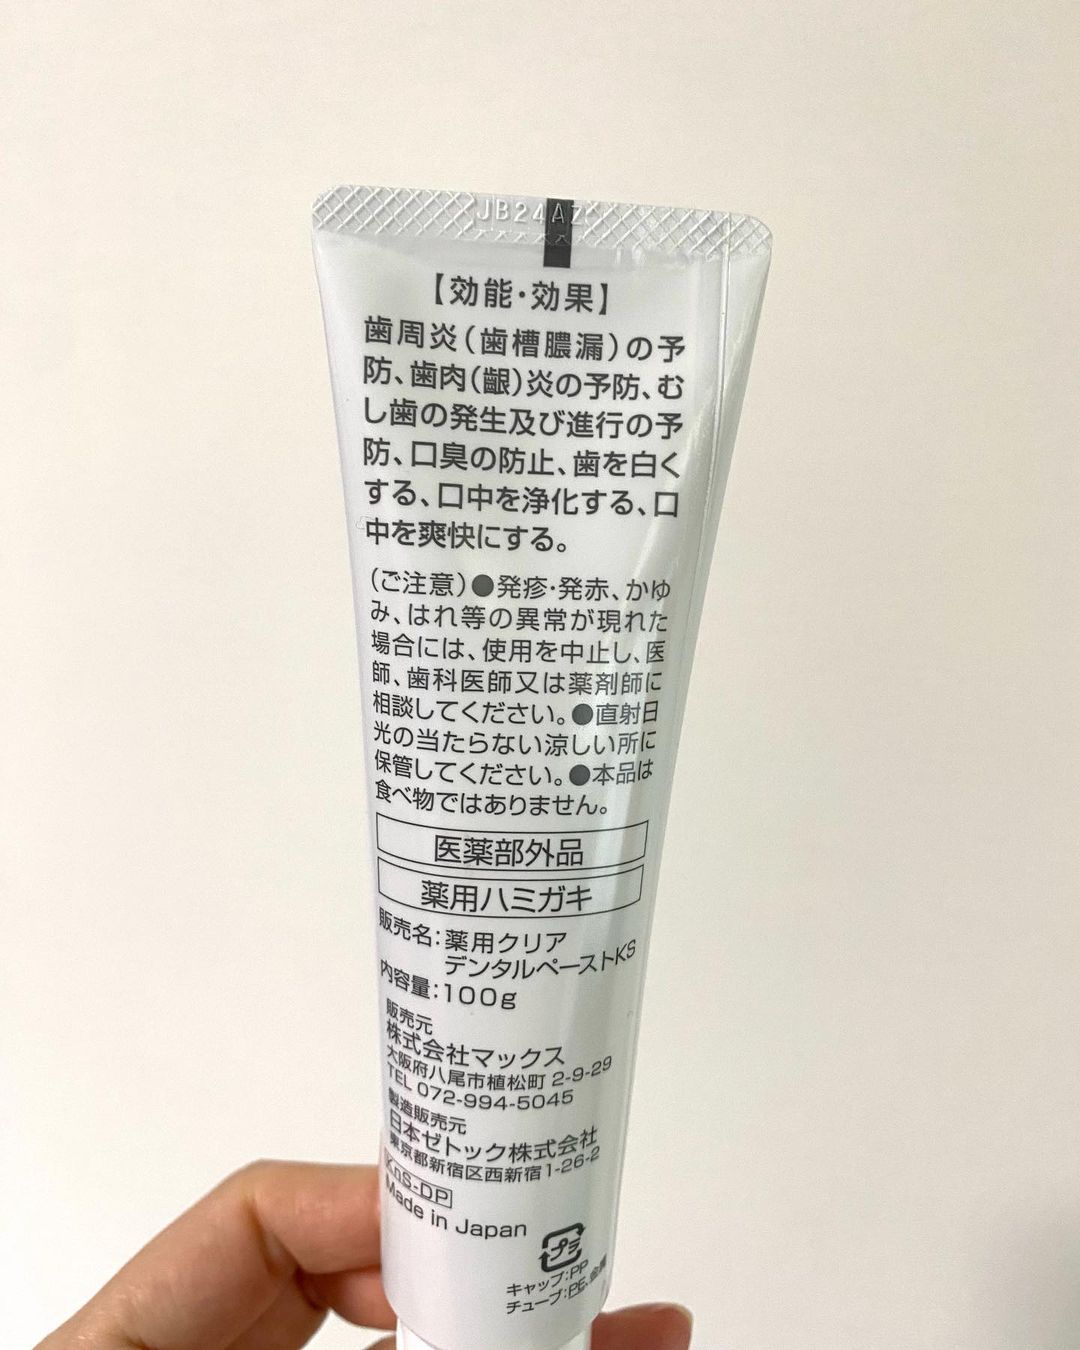 JB24AZ
【効能・効果】
歯周炎(歯槽膿漏)の予
防、歯肉(齦)炎の予防、む
し歯の発生及び進行の予
防、口臭の防止、歯を白く
する、口中を浄化する、口
中を爽快にする。
(ご注意)●発疹・発赤、かゆ
み、はれ等の異常が現れた
場合には、使用を中止し、医
師、歯科医師又は薬剤師に
相談してください。●直射日
光の当たらない涼しい所に
保管してください。●本品は
食べ物ではありません。
医薬部外品
薬用ハミガキ
販売名:薬用クリア
デンタルペーストKS
内容量:100g
販売元
株式会社マックス
大阪府八尾市植松町 2-9-29
TEL 072-994-5045
製造販売元
日本ゼトック株式会社
東京都新宿区西新宿1-26-2
KnS-DP
Made in Japan
プラ
キャップ:PP
チューブ:PE、金属